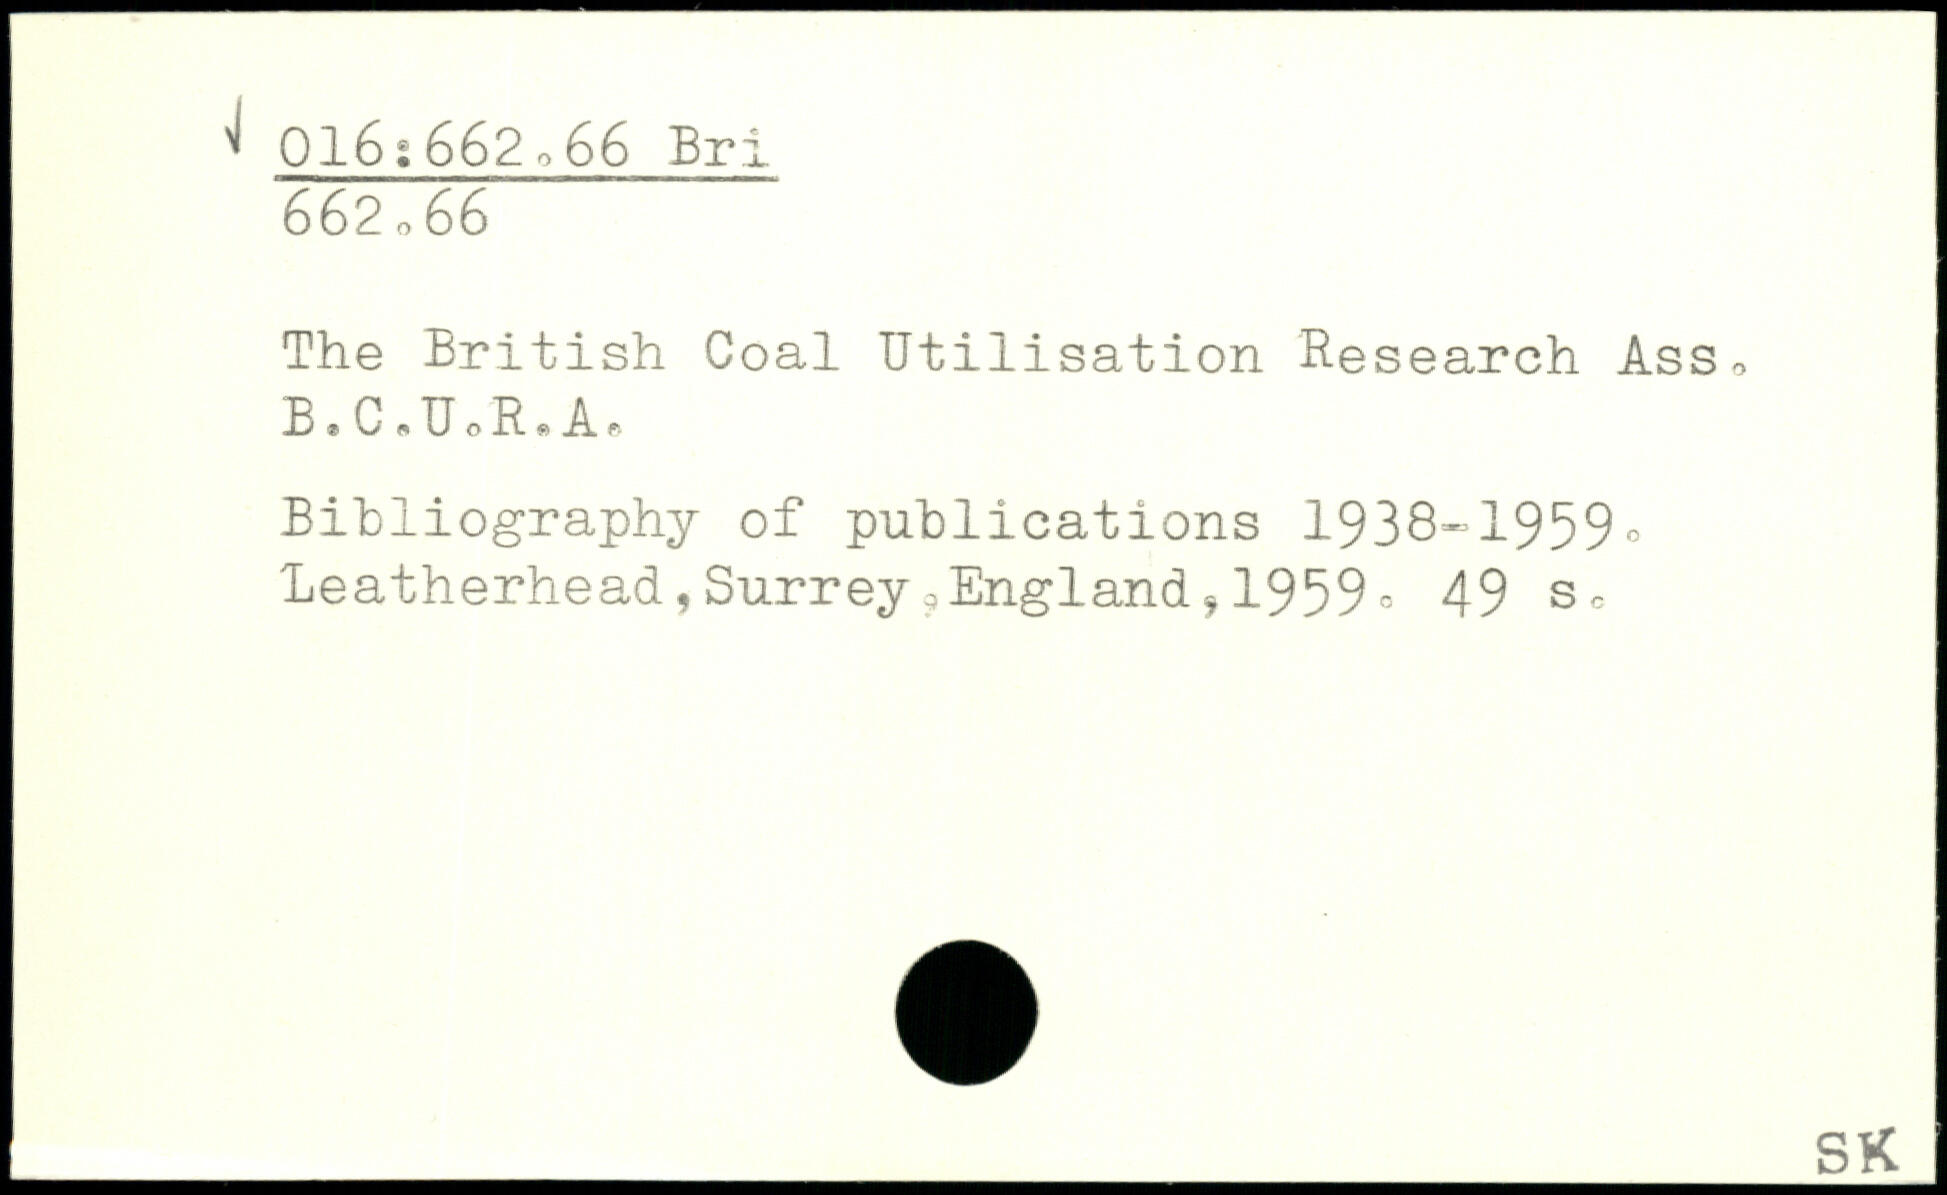 016:662.66 Bri
662.66
The British Coal Utilisation Research Ass.
B.C.U.R.A.
Bibliography of publications 1938-1959.
Leatherhead,Surrey,England,1959. 49 s.
SK